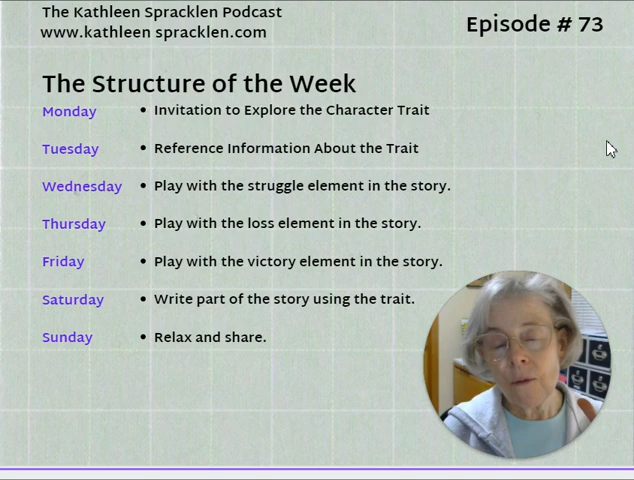 The Kathleen Spracklen Podcast
www.kathleen spracklen.com
Episode # 73
The Structure of the Week
Monday • Invitation to Explore the Character Trait
Tuesday • Reference Information About the Trait
Wednesday • Play with the struggle element in the story.
Thursday • Play with the loss element in the story.
Friday • Play with the victory element in the story.
Saturday • Write part of the story using the trait.
Sunday • Relax and share.